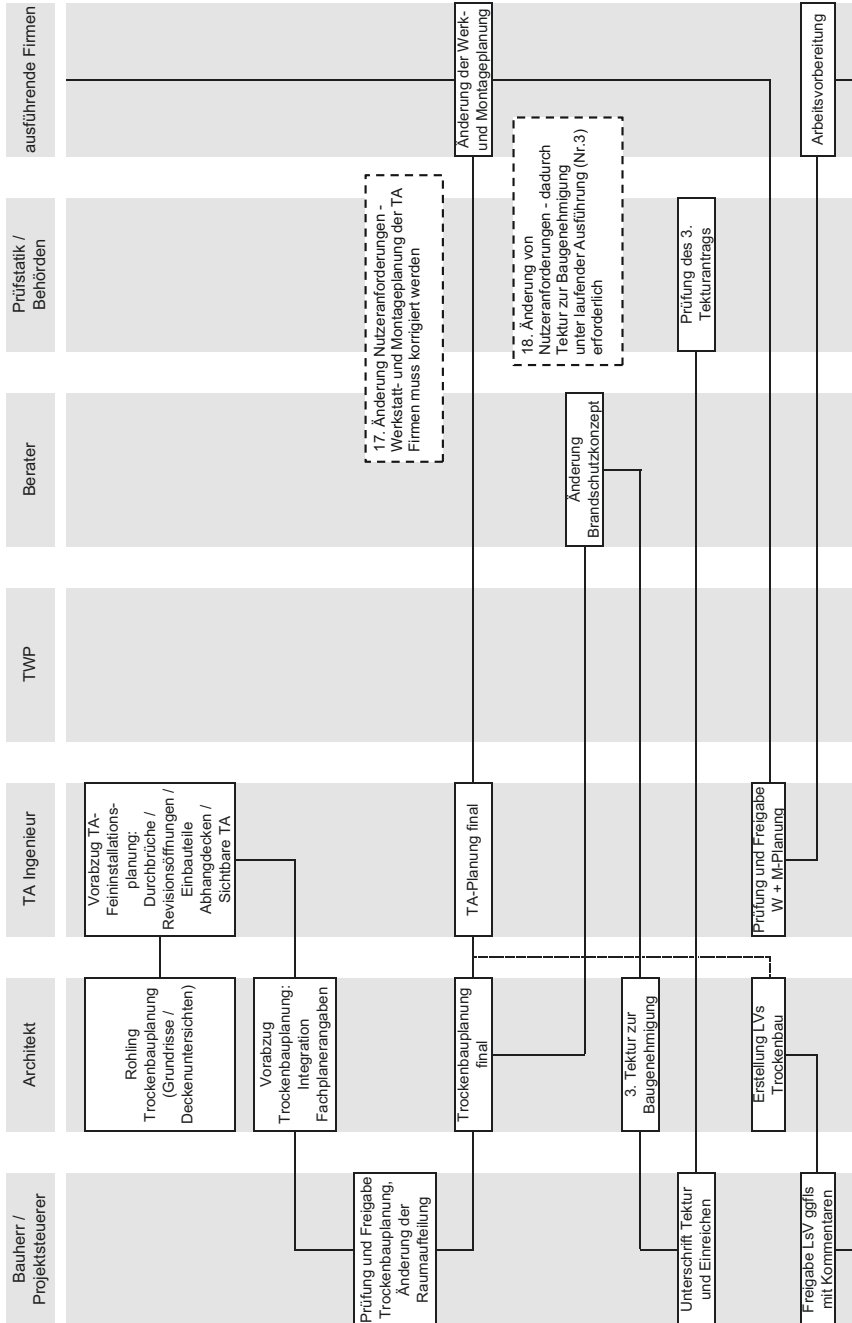 Bauherr /
Projektsteuerer
Architekt
TA Ingenieur
TWP
Berater
Prüfstatik /
Behörden
ausführende Firmen
Rohling
Trockenbauplanung
(Grundrisse /
Deckenuntersichten)
Vorabzug TA-
Feininstallations-
planung:
Durchbrüche /
Revisionsöffnungen /
Einbauteile
Abhangdecken /
Sichtbare TA
Vorabzug
Trockenbauplanung:
Integration
Fachplanerangaben
Prüfung und Freigabe
Trockenbauplanung,
Änderung der
Raumaufteilung
17. Änderung Nutzeranforderungen -
Werkstatt- und Montageplanung der TA
Firmen muss korrigiert werden
Trockenbauplanung
final
TA-Planung final
Änderung der Werk-
und Montageplanung
18. Änderung von
Nutzeranforderungen - dadurch
Tektur zur Baugenehmigung
unter laufender Ausführung (Nr.3)
erforderlich
Änderung
Brandschutzkonzept
3. Tektur zur
Baugenehmigung
Unterschrift Tektur
und Einreichen
Prüfung des 3.
Tekturantrags
Erstellung LVs
Trockenbau
Prüfung und Freigabe
W + M-Planung
Freigabe LsV ggfls
mit Kommentaren
Arbeitsvorbereitung